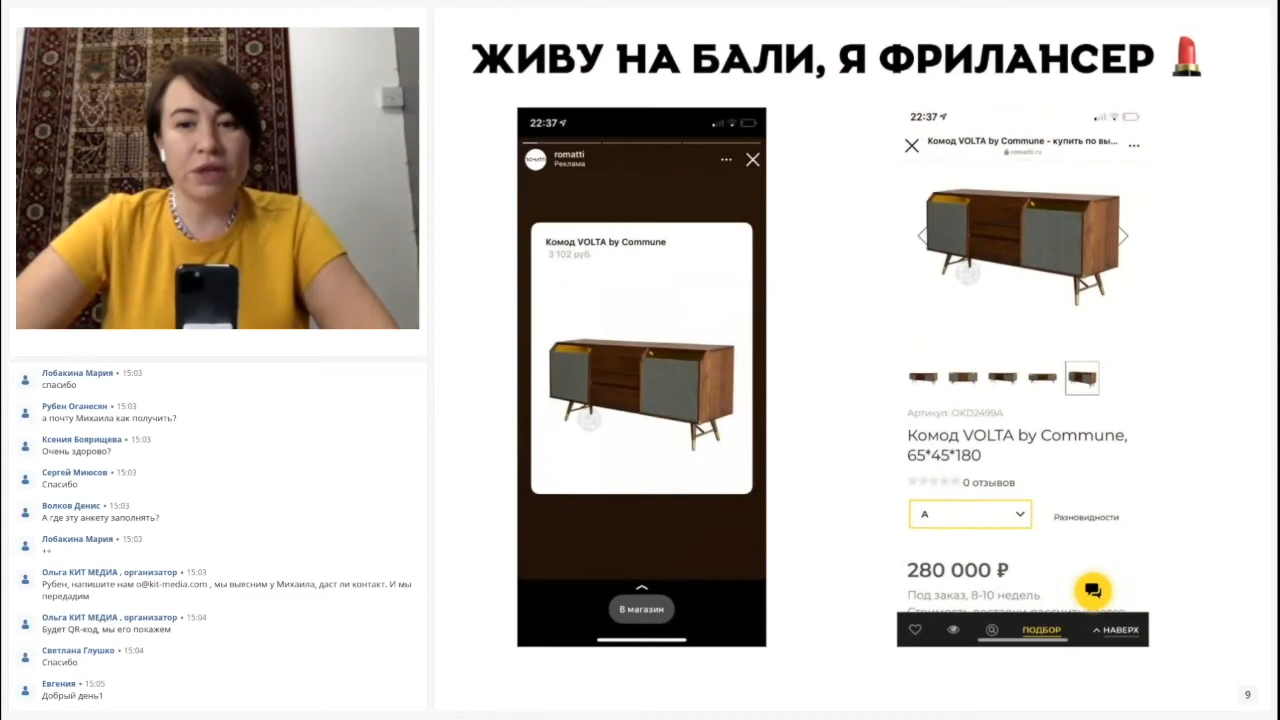 ЖИВУ НА БАЛИ, Я ФРИЛАНСЕР
22:37
romatti
Реклама
Комод VOLTA by Commune
3 102 руб.
В магазин
22:37
Комод VOLTA by Commune - купить по вы...
romatti.ru
Артикул: OKD2499A
Комод VOLTA by Commune,
65*45*180
0 отзывов
A
Разновидности
280 000 ₽
Под заказ, 8-10 недель
Стоимость доставки рассчитывается
ПОДБОР
НАВЕРХ
9
Лобакина Мария • 15:03
спасибо
Рубен Оганесян • 15:03
а почту Михаила как получить?
Ксения Боярищева • 15:03
Очень здорово?
Сергей Миюсов • 15:03
Спасибо
Волков Денис • 15:03
А где эту анкету заполнять?
Лобакина Мария • 15:03
++
Ольга КИТ МЕДИА , организатор • 15:03
Рубен, напишите нам o@kit-media.com , мы выясним у Михаила, даст ли контакт. И мы
передадим
Ольга КИТ МЕДИА , организатор • 15:04
Будет QR-код, мы его покажем
Светлана Глушко • 15:04
Спасибо
Евгения • 15:05
Добрый день1